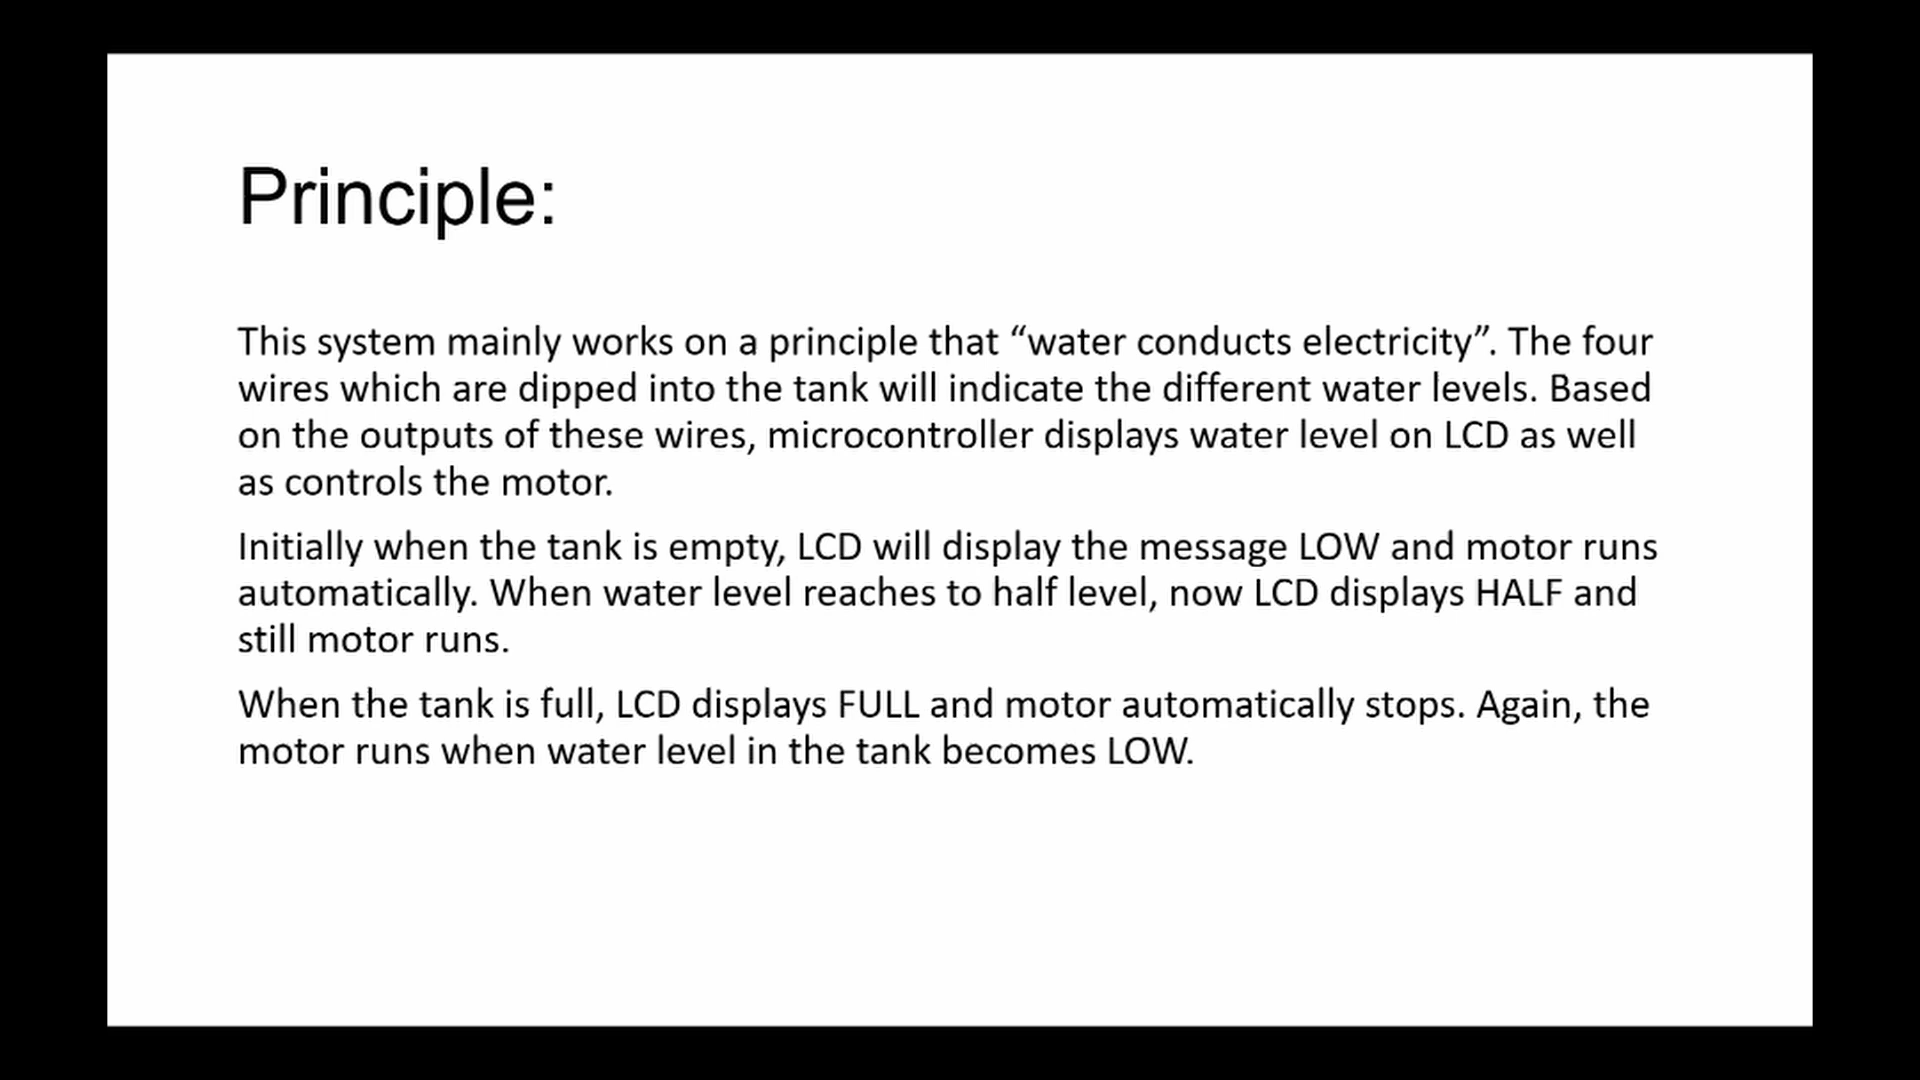 Principle:
This system mainly works on a principle that “water conducts electricity”. The four
wires which are dipped into the tank will indicate the different water levels. Based
on the outputs of these wires, microcontroller displays water level on LCD as well
as controls the motor.
Initially when the tank is empty, LCD will display the message LOW and motor runs
automatically. When water level reaches to half level, now LCD displays HALF and
still motor runs.
When the tank is full, LCD displays FULL and motor automatically stops. Again, the
motor runs when water level in the tank becomes LOW.